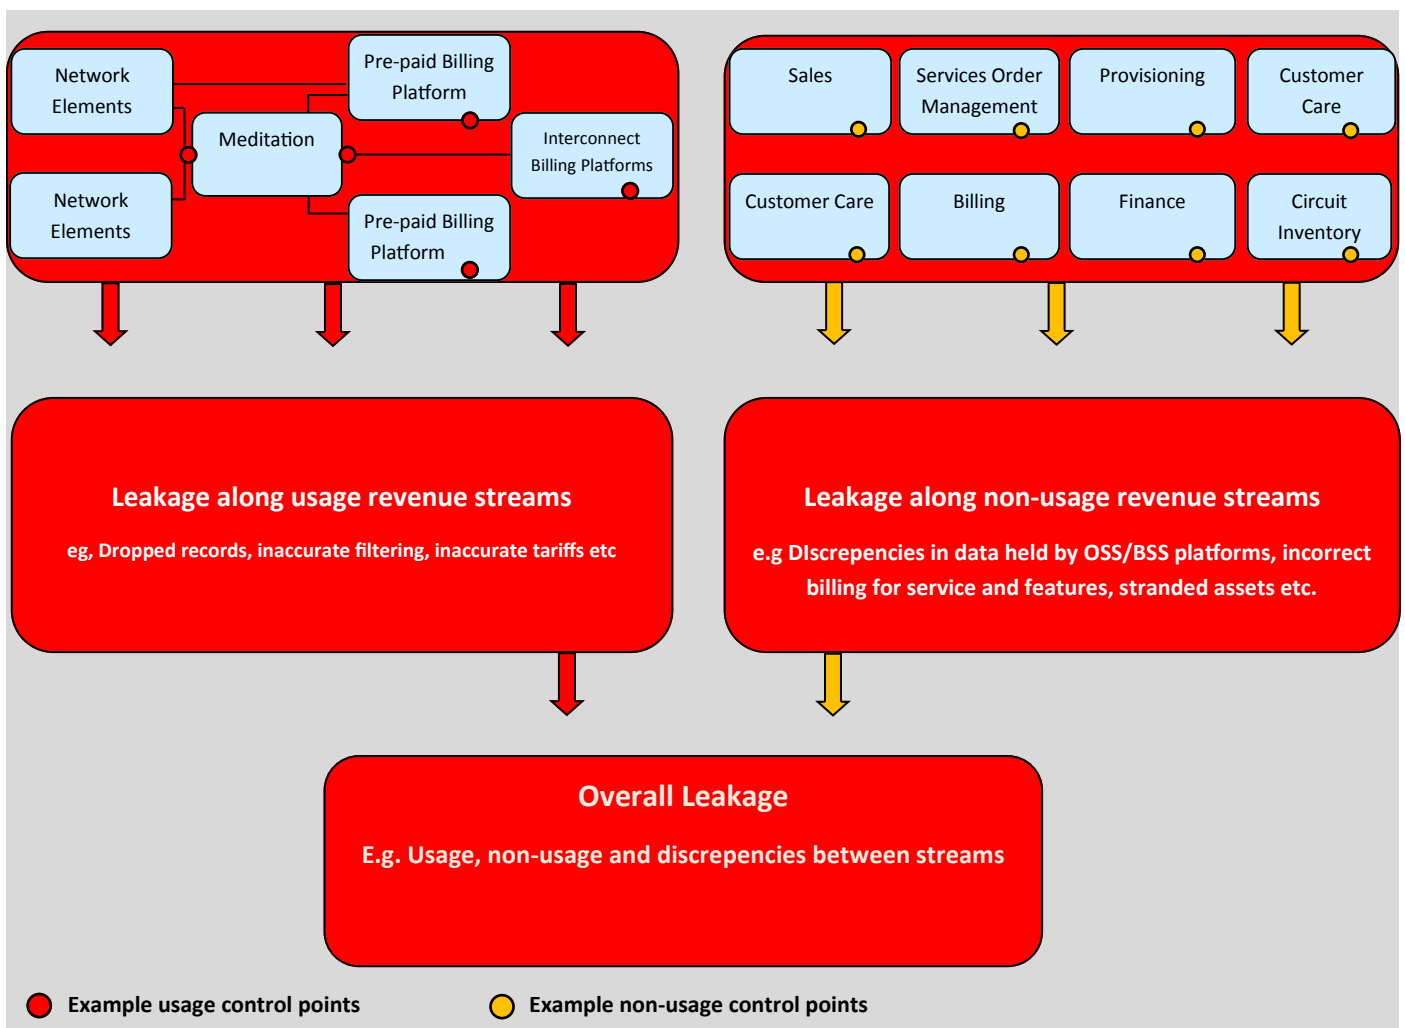 Network
Elements
Pre-paid Billing
Platform
Meditation
Interconnect
Billing Platforms
Network
Elements
Pre-paid Billing
Platform
Sales
Services Order
Management
Provisioning
Customer
Care
Customer Care
Billing
Finance
Circuit
Inventory
Leakage along usage revenue streams
eg, Dropped records, inaccurate filtering, inaccurate tariffs etc
Leakage along non-usage revenue streams
e.g DIscrepencies in data held by OSS/BSS platforms, incorrect
billing for service and features, stranded assets etc.
Overall Leakage
E.g. Usage, non-usage and discrepencies between streams
Example usage control points
Example non-usage control points